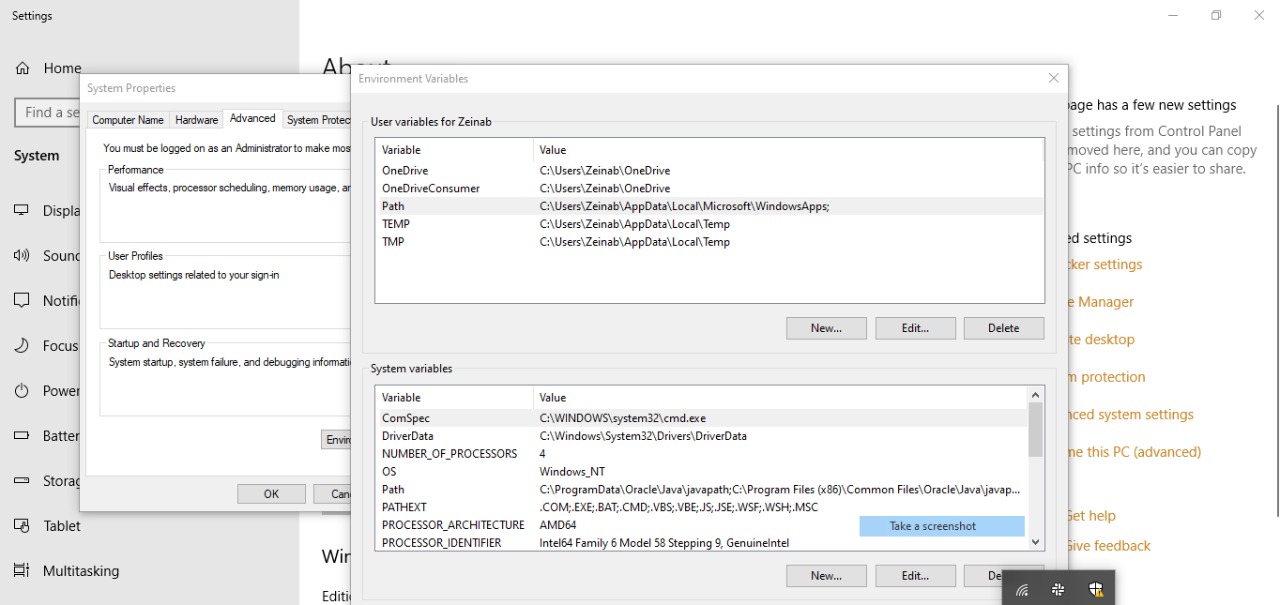 Settings
Home
Find a se
System
Displa
Sound
Notifi
Focus
Power
Batter
Storag
Tablet
Multitasking
About
System Properties
Computer Name
Hardware
Advanced
System Protec
You must be logged on as an Administrator to make mos
Performance
Visual effects, processor scheduling, memory usage, an
User Profiles
Desktop settings related to your sign-in
Startup and Recovery
System startup, system failure, and debugging informatio
Enviro
OK
Can
Environment Variables
User variables for Zeinab
Variable Value
OneDrive C:\Users\Zeinab\OneDrive
OneDriveConsumer C:\Users\Zeinab\OneDrive
Path C:\Users\Zeinab\AppData\Local\Microsoft\WindowsApps;
TEMP C:\Users\Zeinab\AppData\Local\Temp
TMP C:\Users\Zeinab\AppData\Local\Temp
New... Edit... Delete
System variables
Variable Value
ComSpec C:\WINDOWS\system32\cmd.exe
DriverData C:\Windows\System32\Drivers\DriverData
NUMBER_OF_PROCESSORS 4
OS Windows_NT
Path C:\ProgramData\Oracle\Java\javapath;C:\Program Files (x86)\Common Files\Oracle\Java\javap...
PATHEXT .COM;.EXE;.BAT;.CMD;.VBS;.VBE;.JS;.JSE;.WSF;.WSH;.MSC
PROCESSOR_ARCHITECTURE AMD64
PROCESSOR_IDENTIFIER Intel64 Family 6 Model 58 Stepping 9, GenuineIntel
Take a screenshot
New... Edit... De
Win
Editio
page has a few new settings
settings from Control Panel
moved here, and you can copy
PC info so it's easier to share.
ed settings
cker settings
e Manager
te desktop
m protection
nced system settings
me this PC (advanced)
Get help
Give feedback